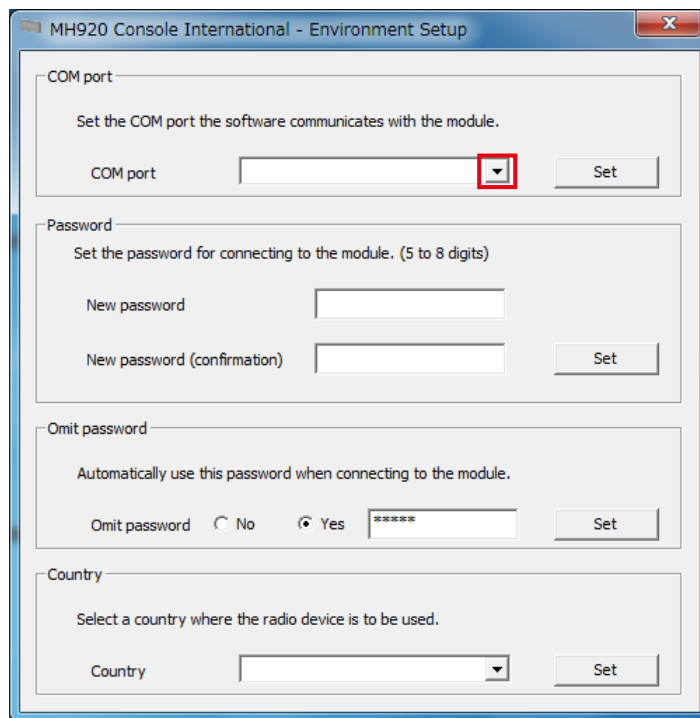 MH920 Console International - Environment Setup
COM port
Set the COM port the software communicates with the module.
COM port
Set
Password
Set the password for connecting to the module. (5 to 8 digits)
New password
New password (confirmation)
Set
Omit password
Automatically use this password when connecting to the module.
Omit password No Yes *****
Set
Country
Select a country where the radio device is to be used.
Country
Set